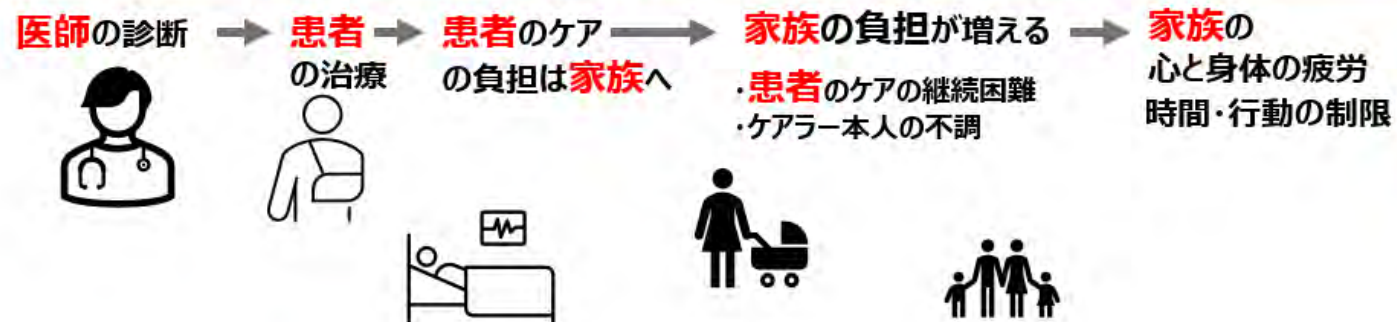 医師の診断
患者
の治療
患者のケア
の負担は家族へ
家族の負担が増える
・患者のケアの継続困難
・ケアラー本人の不調
家族の
心と身体の疲労
時間・行動の制限